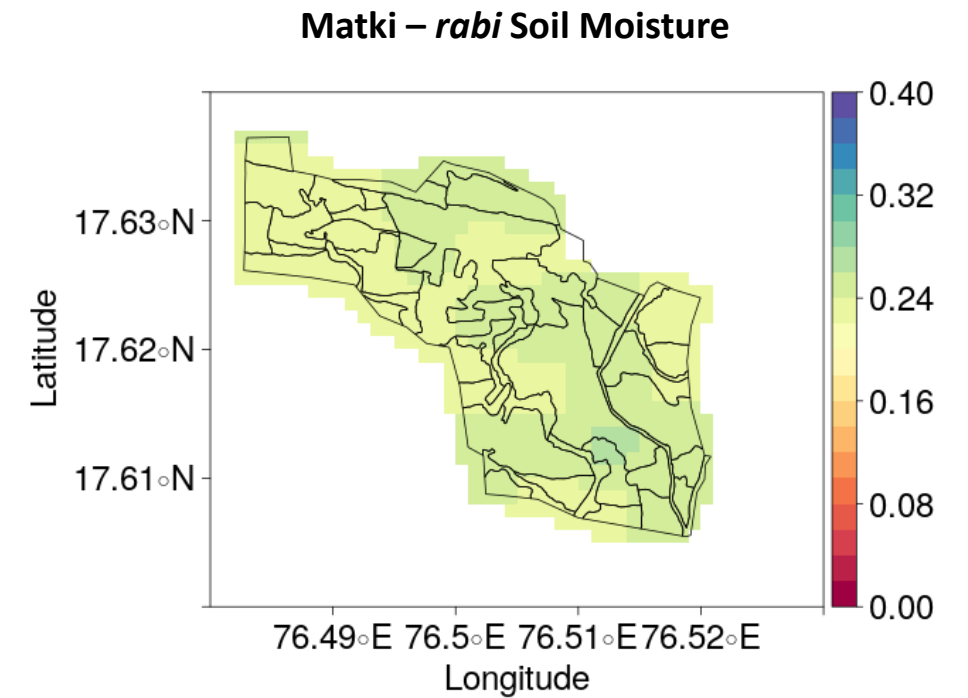 Matki – rabi Soil Moisture
0.40
0.32
0.24
0.16
0.08
0.00
17.63◦N
17.62◦N
17.61◦N
Latitude
76.49◦E 76.5◦E 76.51◦E 76.52◦E
Longitude